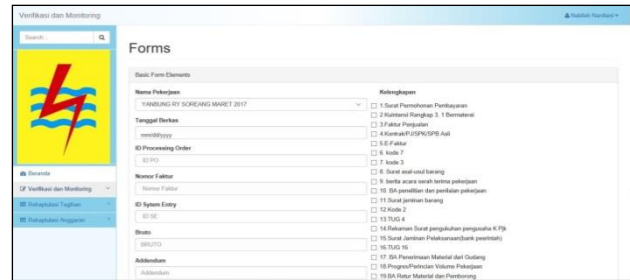 Verifikasi dan Monitoring
Nabilah Nardiani
Search...
Beranda
Verifikasi dan Monitoring
Rekapitulasi Tagihan
Rekapitulasi Anggaran
Forms
Basic Form Elements
Nama Pekerjaan
YANBUNG RY SOREANG MARET 2017
Tanggal Berkas
mm/dd/yyyy
ID Processing Order
ID PO
Nomor Faktur
Nomor Faktur
ID Sytem Entry
ID SE
Bruto
BRUTO
Addendum
Addendum
Kelengkapan
1.Surat Permohonan Pembayaran
2.Kuintansi Rangkap 3, 1 Bermaterai
3.Faktur Penjualan
4.Kontrak/PJ/SPK/SPB Asli
5.E-Faktur
6. kode 7
7. kode 3
8. Surat asal-usul barang
9. berita acara serah terima pekerjaan
10. BA penelitian dan penilaian pekerjaan
11.Surat jaminan barang
12.Kode 2
13.TUG 4
14.Rekaman Surat pengukuhan pengusaha K Pjk
15.Surat Jaminan Pelaksanaan(bank peerintah)
16.TUG 16
17. BA Penerimaan Material dari Gudang
18.Progres/Perincian Volume Pekerjaan
19.BA Retur Material dan Pemborong